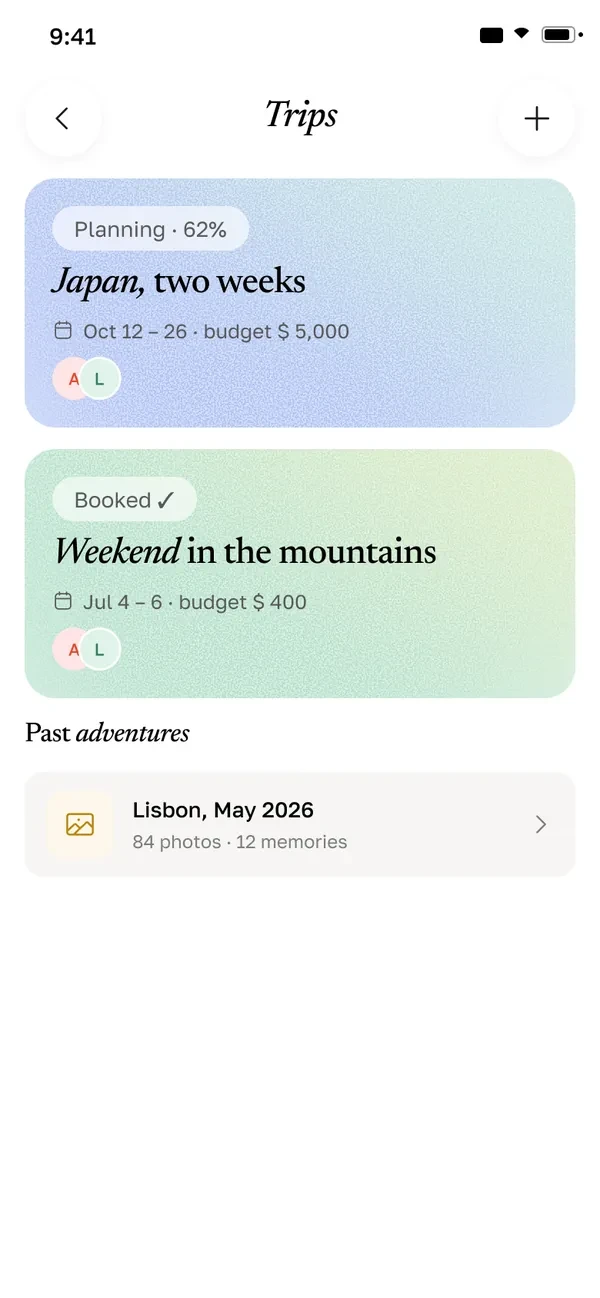 9:41
Trips
Planning · 62%
Japan, two weeks
Oct 12 – 26 · budget $ 5,000
A L
Booked ✓
Weekend in the mountains
Jul 4 – 6 · budget $ 400
A L
Past adventures
Lisbon, May 2026
84 photos · 12 memories